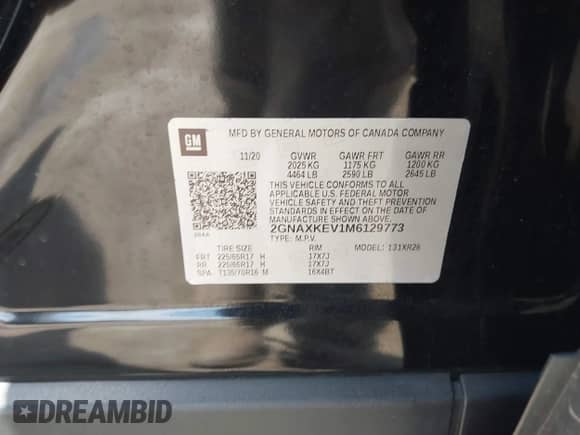 GM
MFD BY GENERAL MOTORS OF CANADA COMPANY
11/20 GVWR GAWR FRT GAWR RR
2025 KG 1175 KG 1200 KG
4464 LB 2590 LB 2645 LB
THIS VEHICLE CONFORMS TO ALL
APPLICABLE U.S. FEDERAL MOTOR
VEHICLE SAFETY AND THEFT
PREVENTION STANDARDS IN EFFECT
ON THE DATE OF
MANUFACTURE SHOWN ABOVE.
2GNAXKEV1M6129773
TYPE: M.P.V. MODEL: 131XR26
TIRE SIZE RIM
FRT 225/65R17 H 17X7J
RR 225/65R17 H 17X7J
SPA T135/70R16 M 16X4BT
DREAMBID